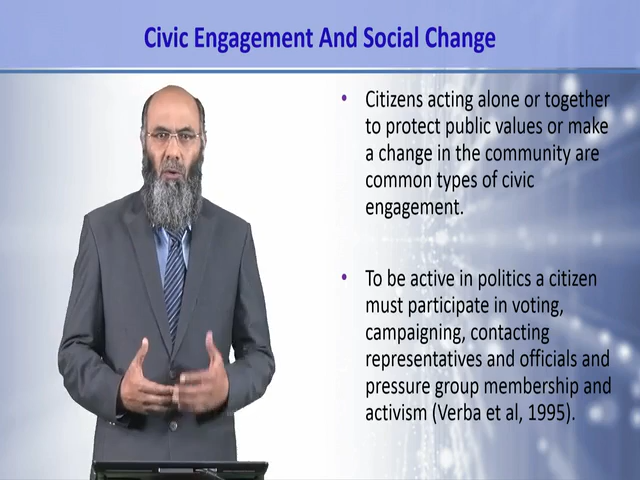 Civic Engagement And Social Change
• Citizens acting alone or together
to protect public values or make
a change in the community are
common types of civic
engagement.
• To be active in politics a citizen
must participate in voting,
campaigning, contacting
representatives and officials and
pressure group membership and
activism (Verba et al, 1995).